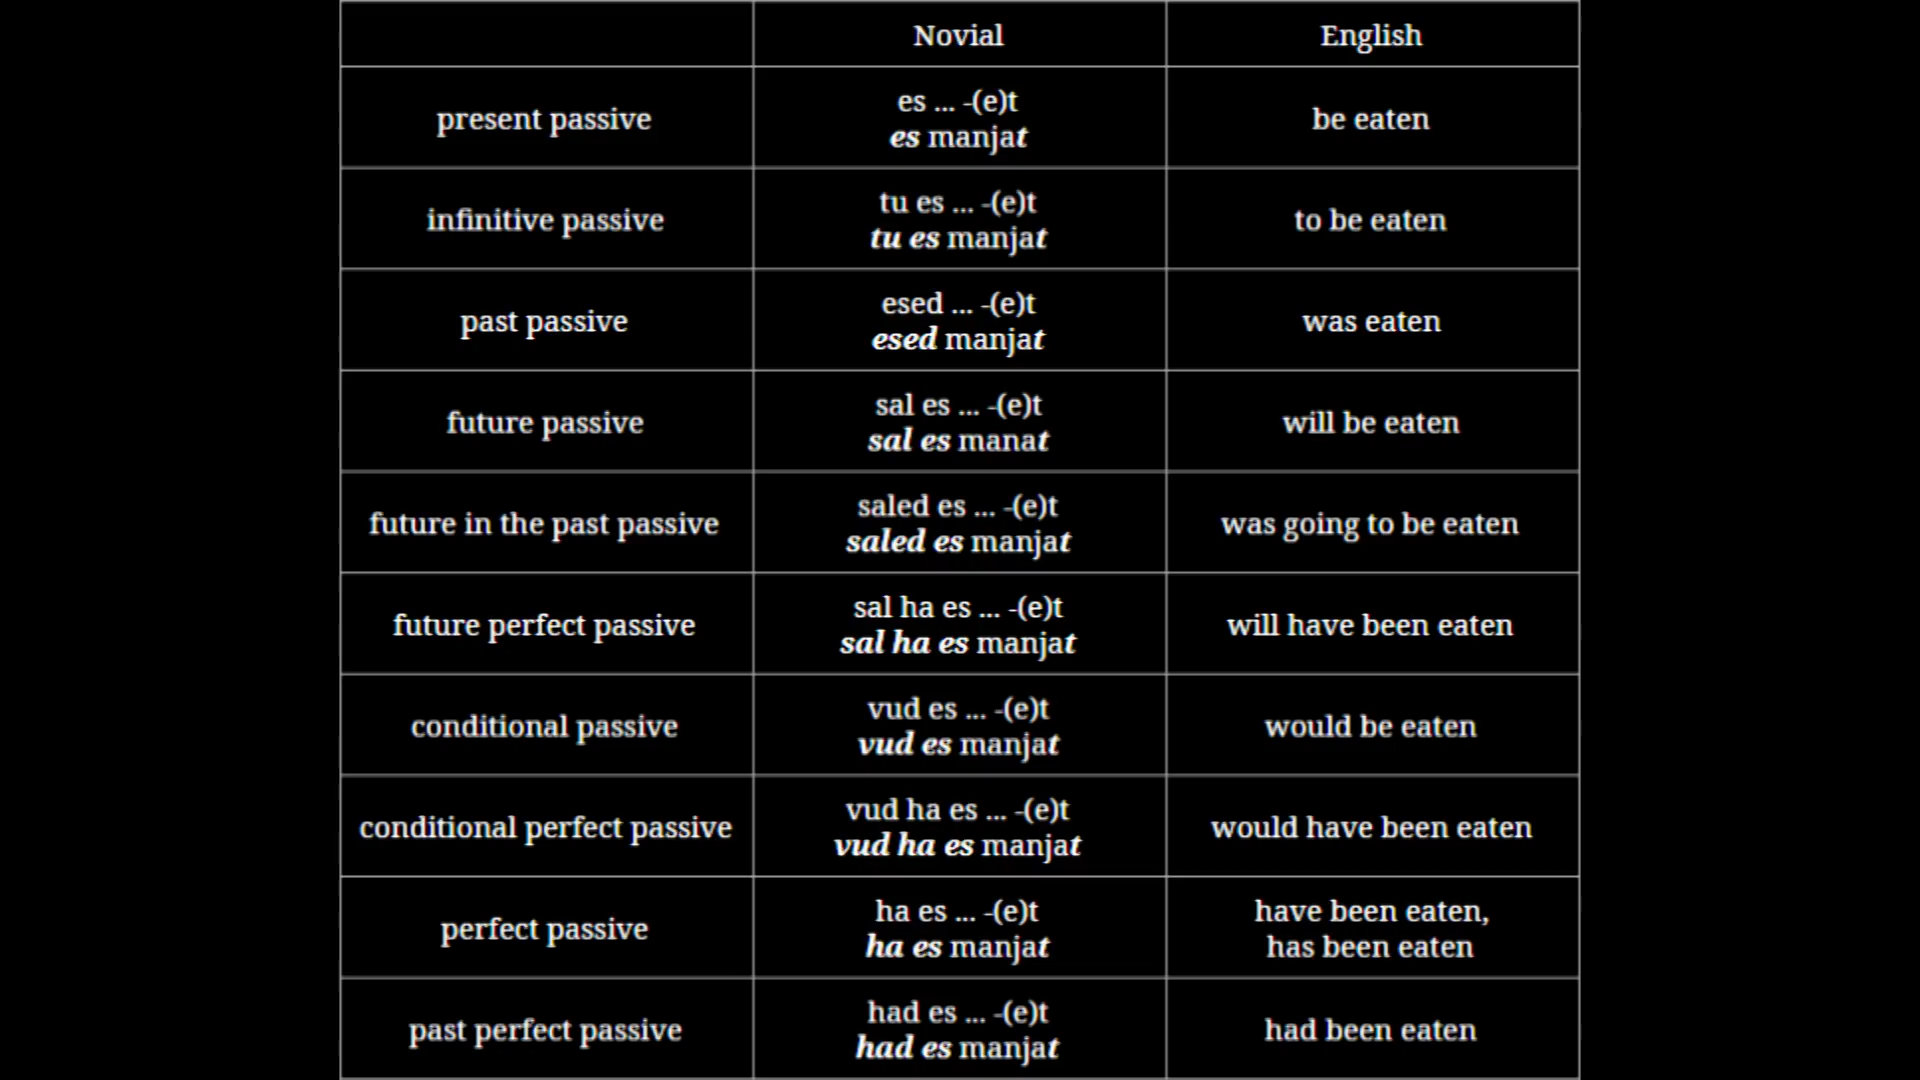 Novial English
present passive
es ... -(e)t
es manjat
be eaten
infinitive passive
tu es ... -(e)t
tu es manjat
to be eaten
past passive
esed ... -(e)t
esed manjat
was eaten
future passive
sal es ... -(e)t
sal es manat
will be eaten
future in the past passive
saled es ... -(e)t
saled es manjat
was going to be eaten
future perfect passive
sal ha es ... -(e)t
sal ha es manjat
will have been eaten
conditional passive
vud es ... -(e)t
vud es manjat
would be eaten
conditional perfect passive
vud ha es ... -(e)t
vud ha es manjat
would have been eaten
perfect passive
ha es ... -(e)t
ha es manjat
have been eaten,
has been eaten
past perfect passive
had es ... -(e)t
had es manjat
had been eaten